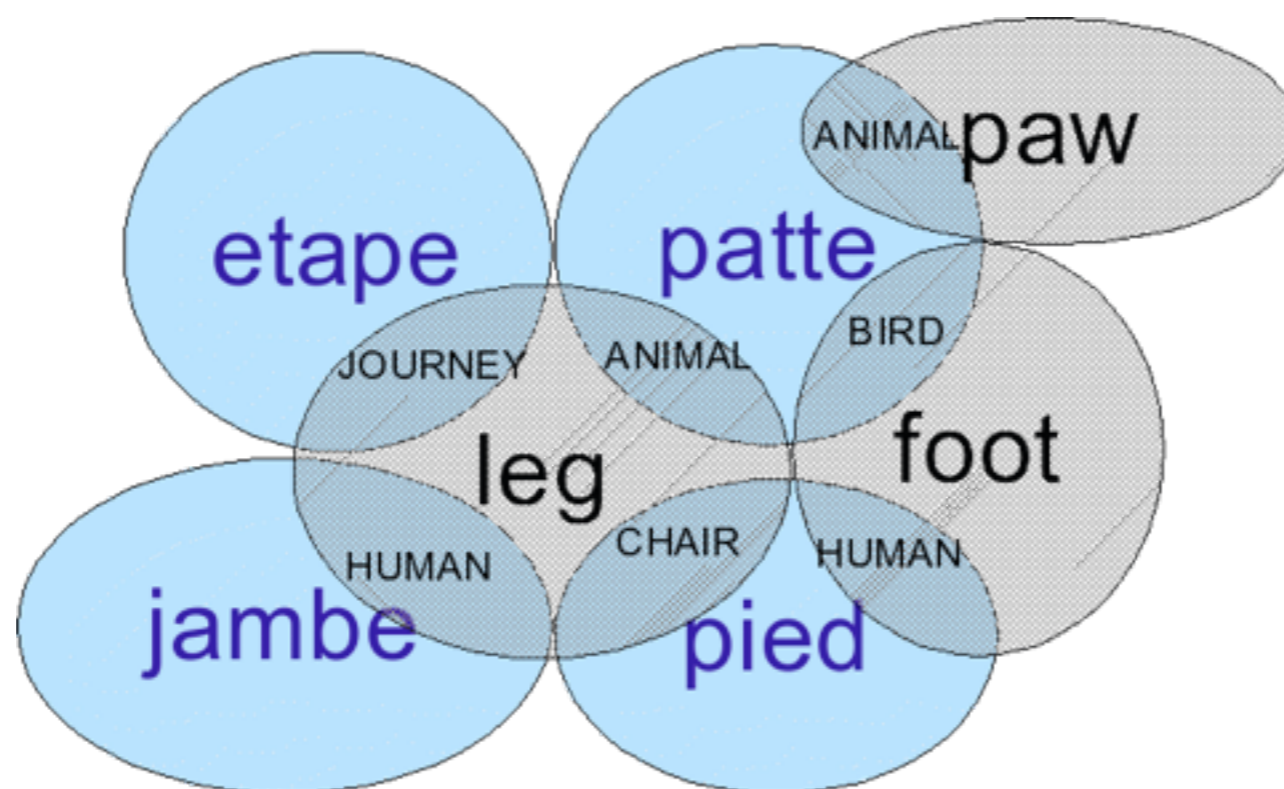 ANIMAL paw
etape
patte
BIRD
JOURNEY
ANIMAL
leg
foot
HUMAN
CHAIR
HUMAN
jambe
pied